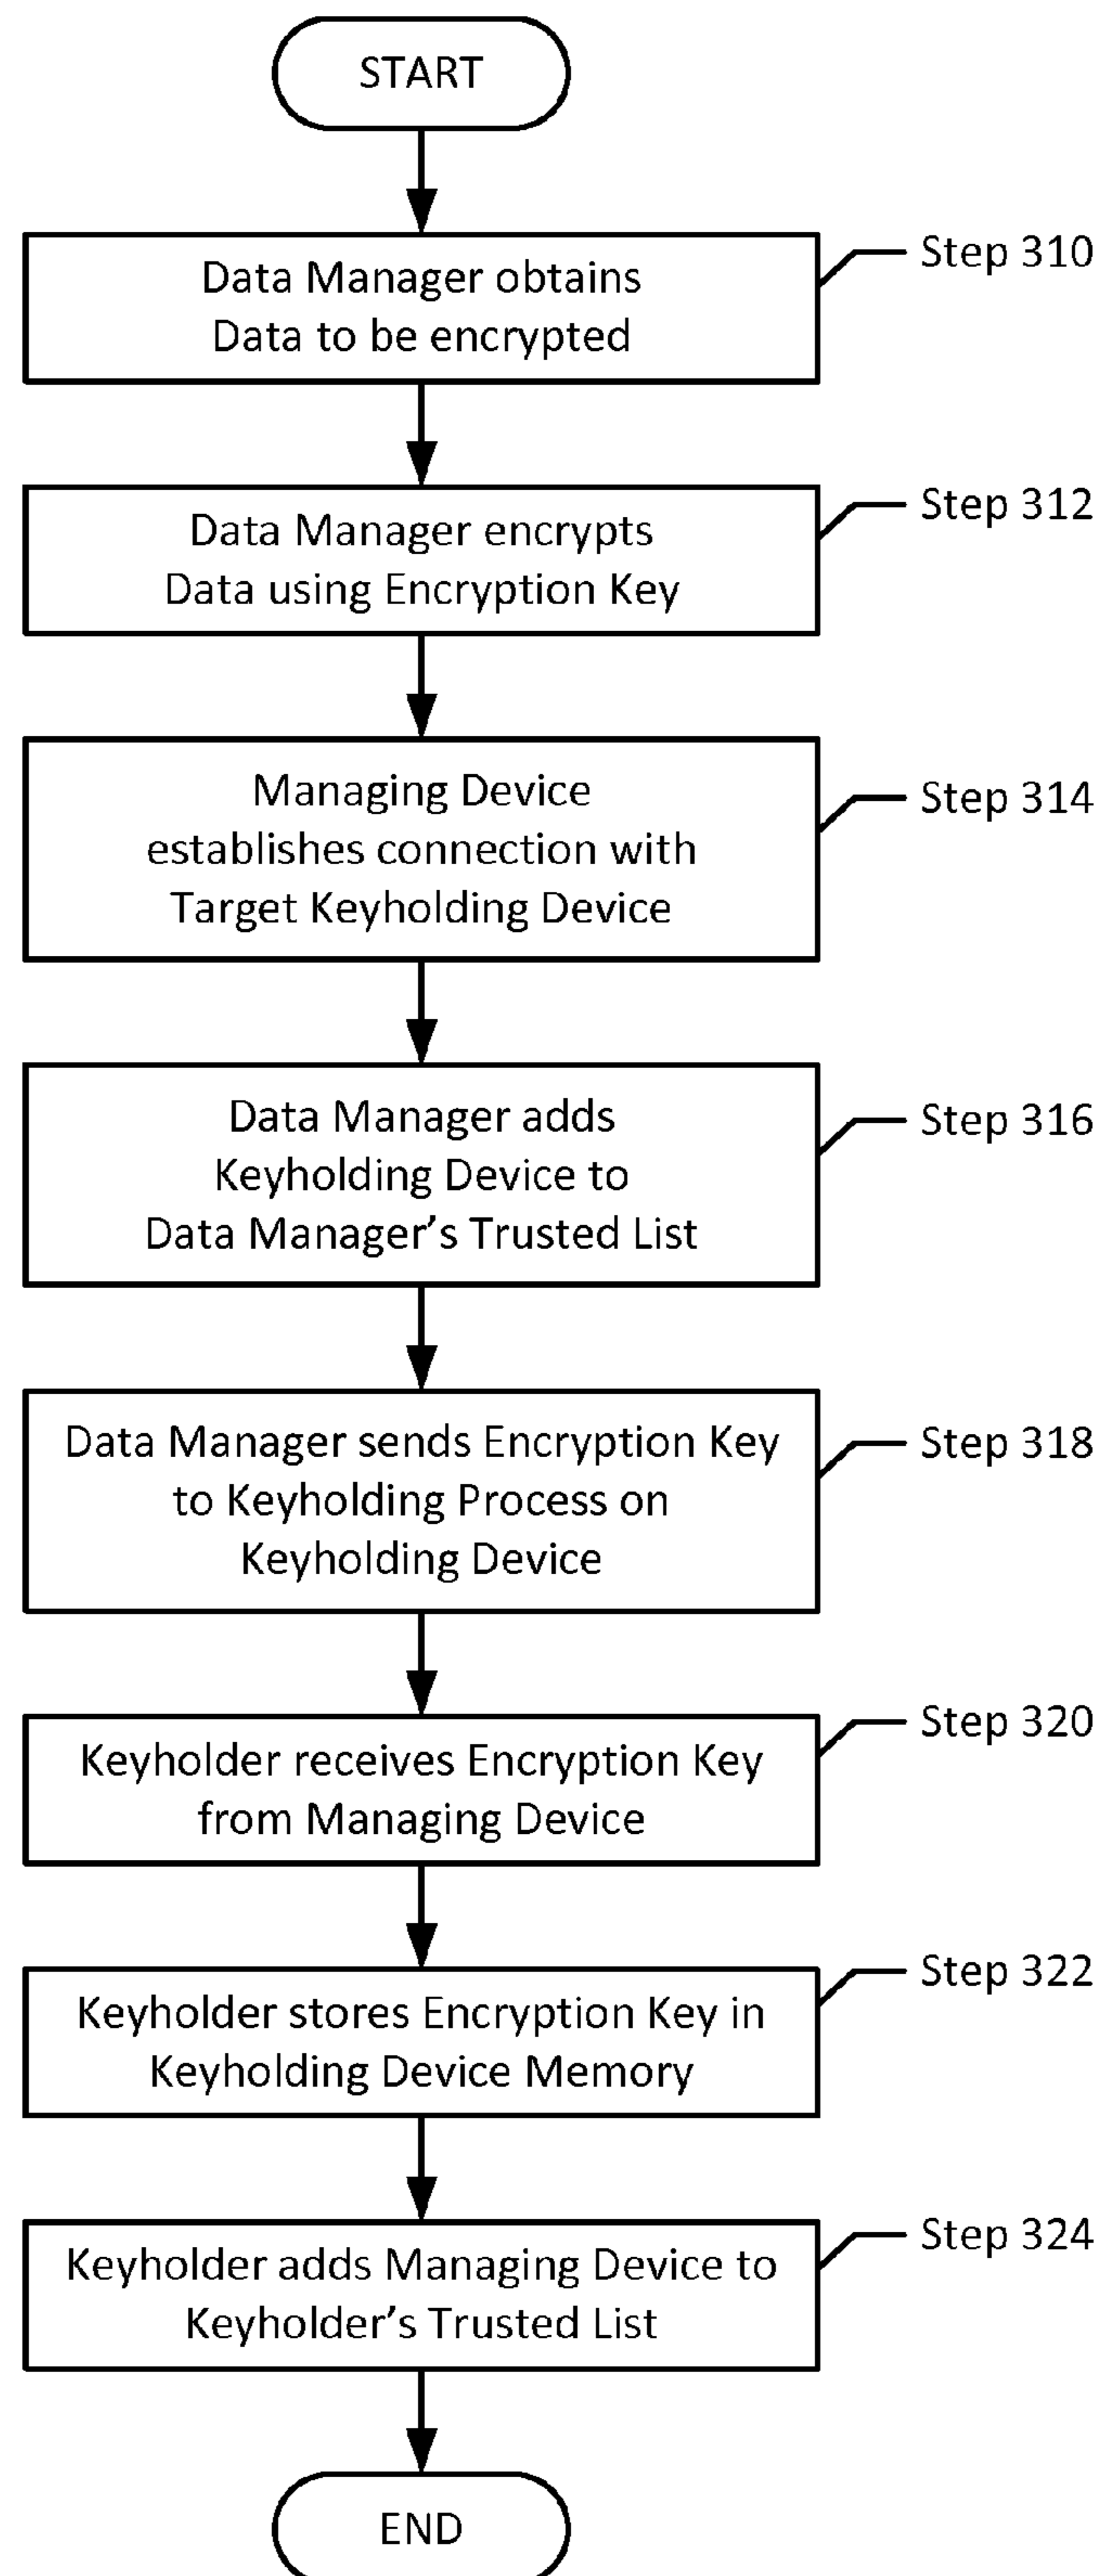 START
Step 310
Data Manager obtains
Data to be encrypted
Step 312
Data Manager encrypts
Data using Encryption Key
Step 314
Managing Device
establishes connection with
Target Keyholding Device
Step 316
Data Manager adds
Keyholding Device to
Data Manager’s Trusted List
Step 318
Data Manager sends Encryption Key
to Keyholding Process on
Keyholding Device
Step 320
Keyholder receives Encryption Key
from Managing Device
Step 322
Keyholder stores Encryption Key in
Keyholding Device Memory
Step 324
Keyholder adds Managing Device to
Keyholder’s Trusted List
END